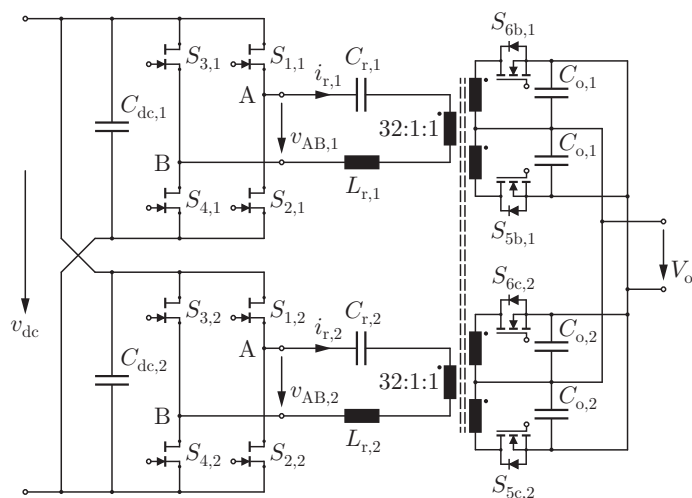 S6b,1
S3,1
S1,1
Cr,1
ir,1
Co,1
Cdc,1
A
vAB,1
32:1:1
Co,1
B
Lr,1
S4,1
S2,1
S5b,1
S6c,2
Vo
vdc
S3,2
S1,2
Cr,2
ir,2
Co,2
Cdc,2
A
vAB,2
32:1:1
Co,2
B
Lr,2
S4,2
S2,2
S5c,2